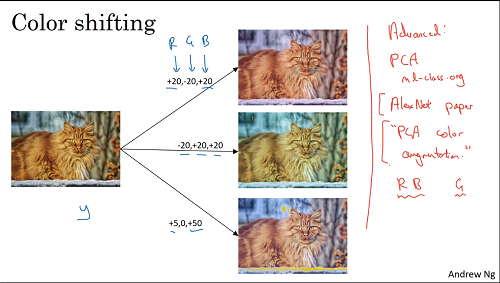 Color shifting
R G B
+20,-20,+20
-20,+20,+20
+5,0,+50
y
Advanced:
PCA
ml-class.org
AlexNet paper
"PCA color
augmentation."
R B G
Andrew Ng